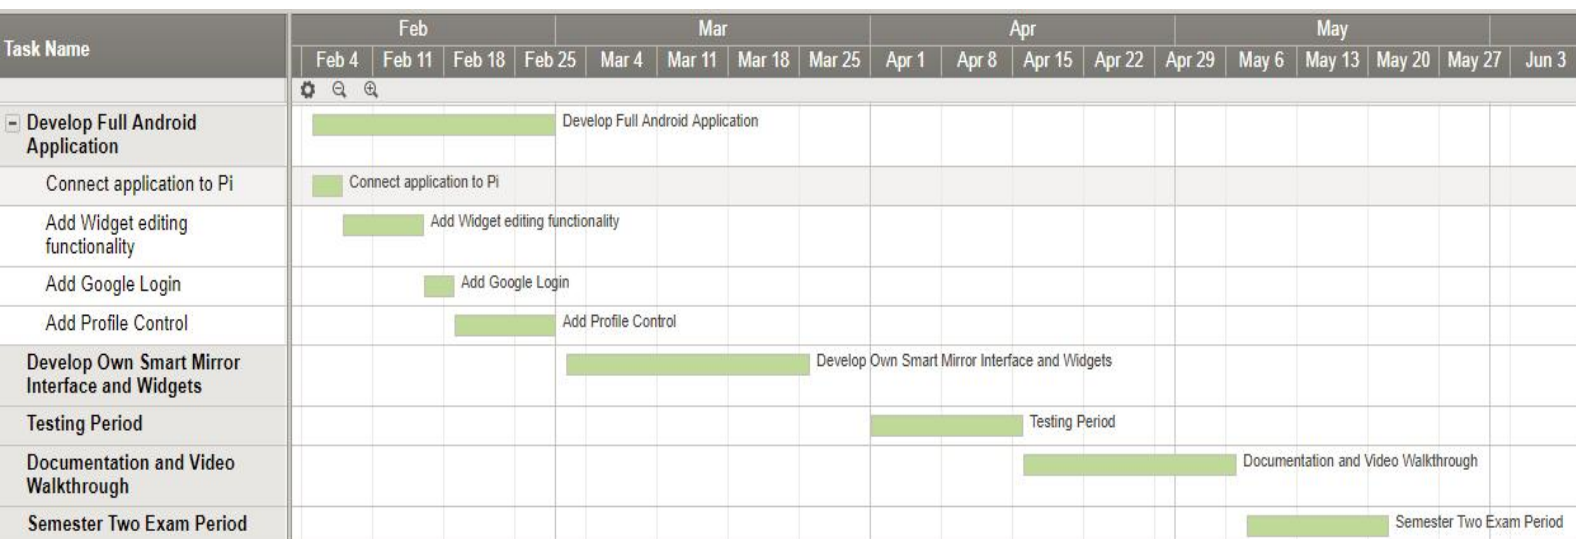 Task Name
Feb Mar Apr May
Feb 4 Feb 11 Feb 18 Feb 25 Mar 4 Mar 11 Mar 18 Mar 25 Apr 1 Apr 8 Apr 15 Apr 22 Apr 29 May 6 May 13 May 20 May 27 Jun 3
Develop Full Android
Application
Develop Full Android Application
Connect application to Pi
Connect application to Pi
Add Widget editing
functionality
Add Widget editing functionality
Add Google Login
Add Google Login
Add Profile Control
Add Profile Control
Develop Own Smart Mirror
Interface and Widgets
Develop Own Smart Mirror Interface and Widgets
Testing Period
Testing Period
Documentation and Video
Walkthrough
Documentation and Video Walkthrough
Semester Two Exam Period
Semester Two Exam Period